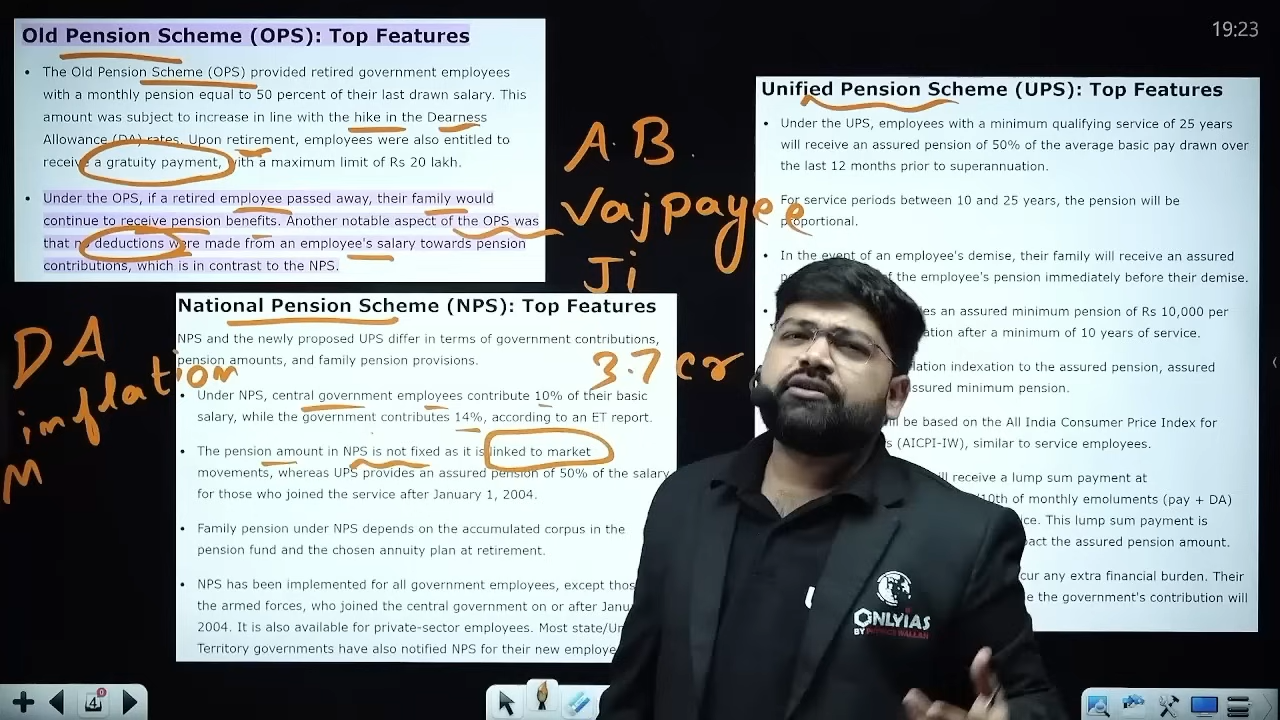 19:23
Old Pension Scheme (OPS): Top Features
• The Old Pension Scheme (OPS) provided retired government employees
with a monthly pension equal to 50 percent of their last drawn salary. This
amount was subject to increase in line with the hike in the Dearness
Allowance (DA) rates. Upon retirement, employees were also entitled to
receive a gratuity payment, with a maximum limit of Rs 20 lakh.
• Under the OPS, if a retired employee passed away, their family would
continue to receive pension benefits. Another notable aspect of the OPS was
that no deductions were made from an employee's salary towards pension
contributions, which is in contrast to the NPS.
A.B.
Vajpayee
Ji
DA
inflation
M
National Pension Scheme (NPS): Top Features
NPS and the newly proposed UPS differ in terms of government contributions,
pension amounts, and family pension provisions.
3.7 cr
• Under NPS, central government employees contribute 10% of their basic
salary, while the government contributes 14%, according to an ET report.
• The pension amount in NPS is not fixed as it is linked to market
movements, whereas UPS provides an assured pension of 50% of the salary
for those who joined the service after January 1, 2004.
• Family pension under NPS depends on the accumulated corpus in the
pension fund and the chosen annuity plan at retirement.
• NPS has been implemented for all government employees, except
the armed forces, who joined the central government on or after
2004. It is also available for private-sector employees. Most
Territory governments have also notified NPS for their new
Unified Pension Scheme (UPS): Top Features
• Under the UPS, employees with a minimum qualifying service of 25 years
will receive an assured pension of 50% of the average basic pay drawn over
the last 12 months prior to superannuation.
For service periods between 10 and 25 years, the pension will be
proportional.
• In the event of an employee's demise, their family will receive an assured
of the employee's pension immediately before their demise.
an assured minimum pension of Rs 10,000 per
after a minimum of 10 years of service.
indexation to the assured pension, assured
assured minimum pension.
be based on the All India Consumer Price Index for
(AICPI-IW), similar to service employees.
receive a lump sum payment at
of monthly emoluments (pay + DA)
This lump sum payment is
the assured pension amount.
any extra financial burden. Their
the government's contribution will
ONLYIAS
BY PHYSICS WALLAH
4
0